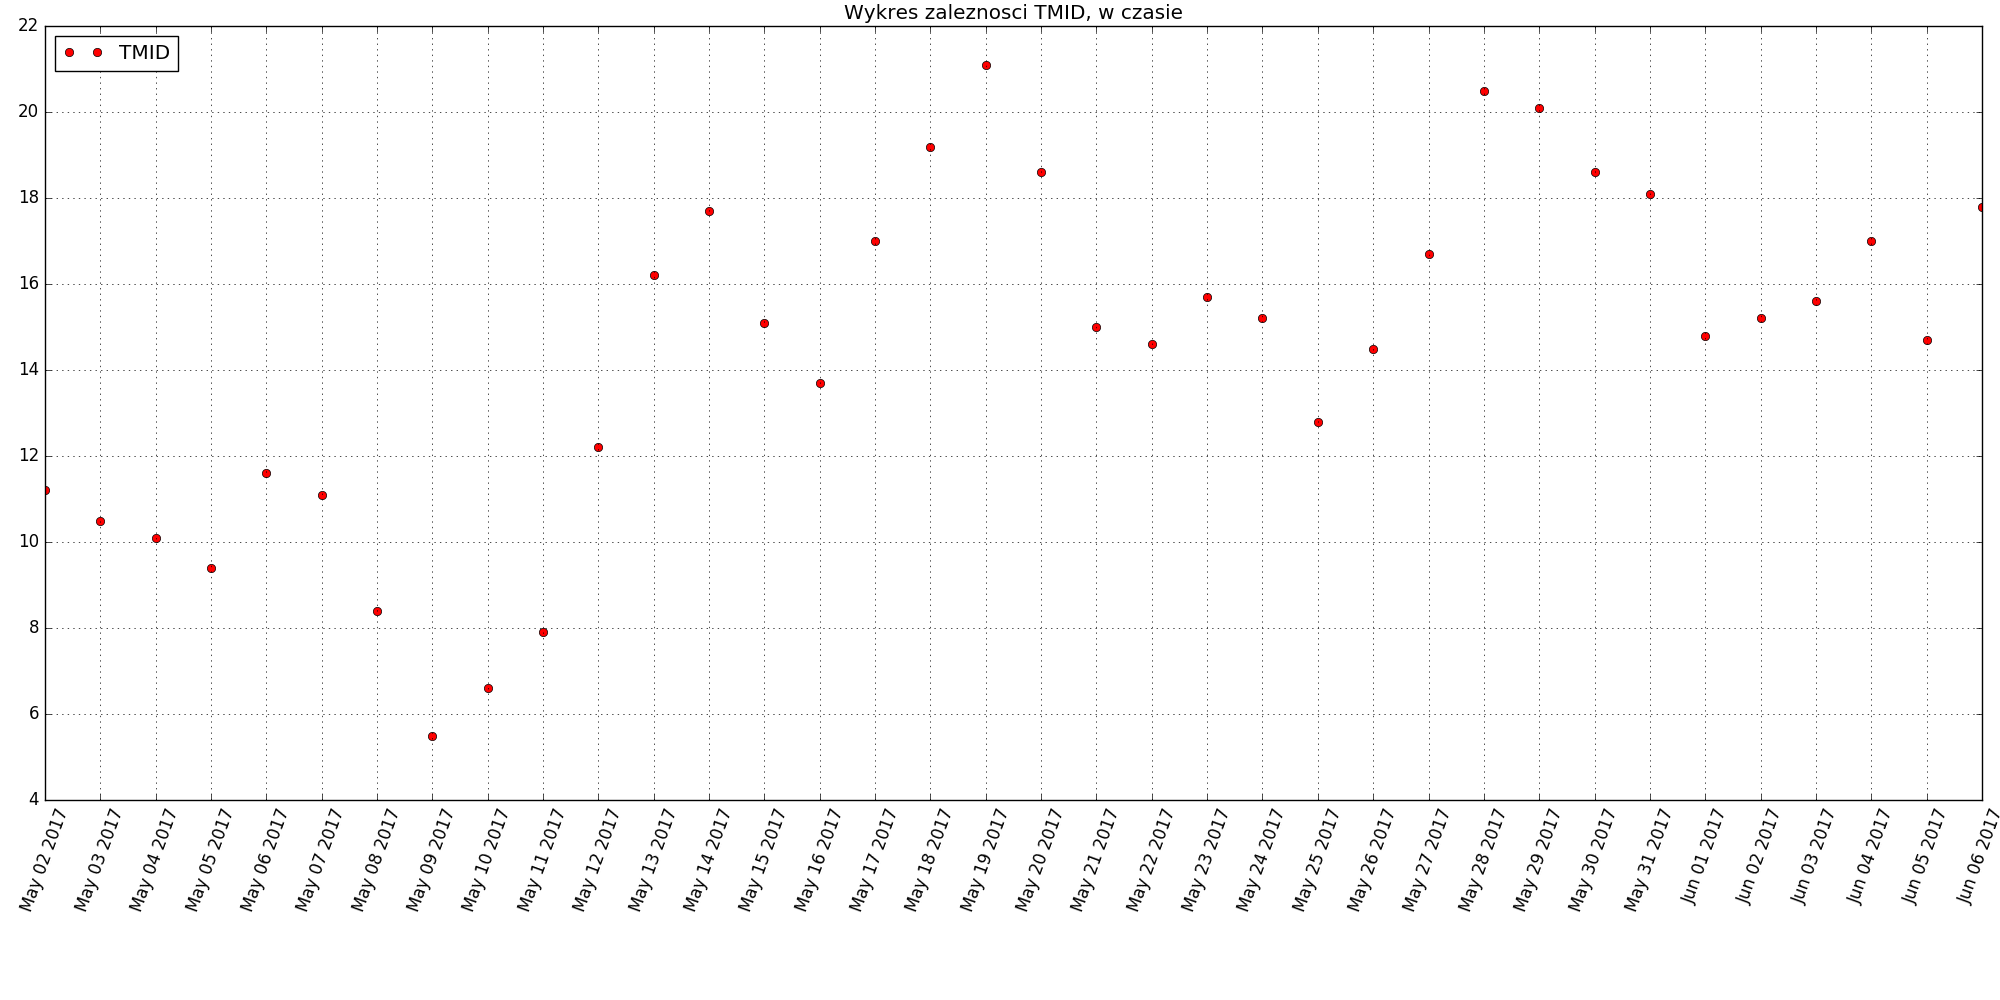 Wykres zaleznosci TMID, w czasie
TMID
22
20
18
16
14
12
10
8
6
4
May 02 2017
May 03 2017
May 04 2017
May 05 2017
May 06 2017
May 07 2017
May 08 2017
May 09 2017
May 10 2017
May 11 2017
May 12 2017
May 13 2017
May 14 2017
May 15 2017
May 16 2017
May 17 2017
May 18 2017
May 19 2017
May 20 2017
May 21 2017
May 22 2017
May 23 2017
May 24 2017
May 25 2017
May 26 2017
May 27 2017
May 28 2017
May 29 2017
May 30 2017
May 31 2017
Jun 01 2017
Jun 02 2017
Jun 03 2017
Jun 04 2017
Jun 05 2017
Jun 06 2017